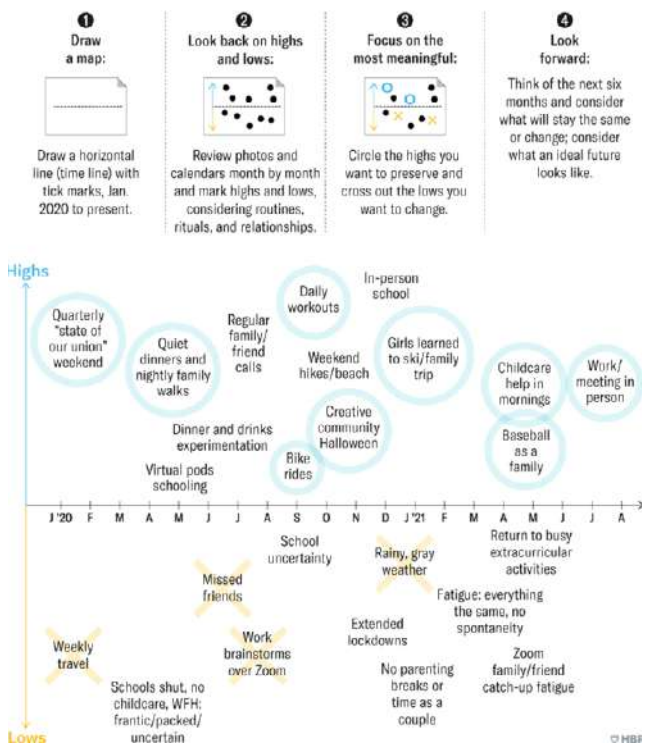 1
Draw
a map:
Draw a horizontal
line (time line) with
tick marks, Jan.
2020 to present.
2
Look back on highs
and lows:
Review photos and
calendars month by month
and mark highs and lows,
considering routines,
rituals, and relationships.
3
Focus on the
most meaningful:
Circle the highs you
want to preserve and
cross out the lows you
want to change.
4
Look
forward:
Think of the next six
months and consider
what will stay the same
or change; consider
what an ideal future
looks like.
Highs
Quarterly
"state of
our union"
weekend
Quiet
dinners and
nightly family
walks
Regular
family/
friend
calls
Daily
workouts
In-person
school
Weekend
hikes/beach
Girls learned
to ski/family
trip
Childcare
help in
mornings
Work/
meeting in
person
Dinner and drinks
experimentation
Creative
community
Halloween
Bike
rides
Baseball
as a
family
Virtual pods
schooling
J '20 F M A M J J A S O N D J '21 F M A M J J A
School
uncertainty
Rainy, gray
weather
Return to busy
extracurricular
activities
Missed
friends
Fatigue: everything
the same, no
spontaneity
Weekly
travel
Work
brainstorms
over Zoom
Extended
lockdowns
Zoom
family/friend
catch-up fatigue
No parenting
breaks or
time as a
couple
Schools shut, no
childcare, WFH:
frantic/packed/
uncertain
Lows
HBR